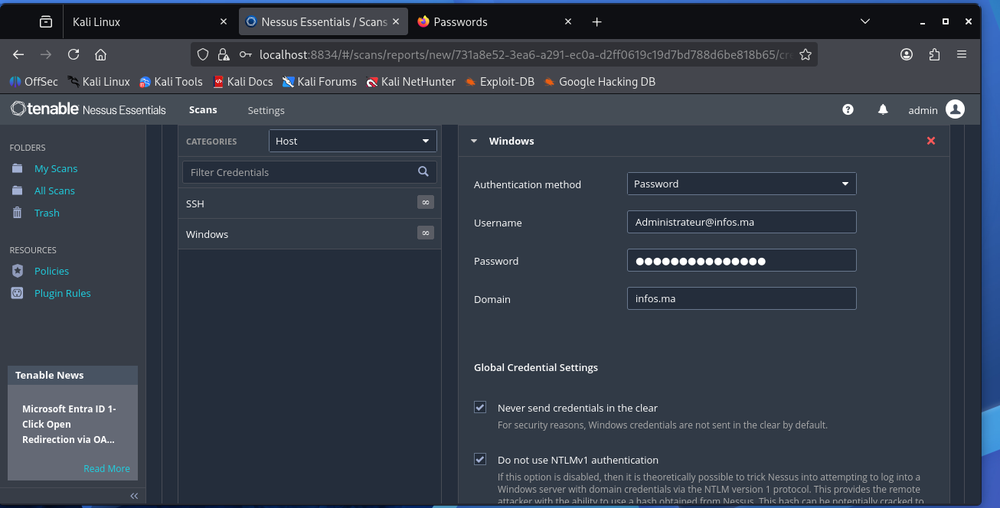 Kali Linux
Nessus Essentials / Scans
Passwords
localhost:8834/#/scans/reports/new/731a8e52-3ea6-a291-ec0a-d2ff0619c19d7bd788d6be818b65/cre
OffSec Kali Linux Kali Tools Kali Docs Kali Forums Kali NetHunter Exploit-DB Google Hacking DB
tenable Nessus Essentials Scans Settings admin
FOLDERS
My Scans
All Scans
Trash
RESOURCES
Policies
Plugin Rules
Tenable News
Microsoft Entra ID 1-
Click Open
Redirection via OA...
Read More
CATEGORIES Host
Filter Credentials
SSH ∞
Windows ∞
Windows
Authentication method Password
Username Administrateur@infos.ma
Password ●●●●●●●●●●●●●●●
Domain infos.ma
Global Credential Settings
Never send credentials in the clear
For security reasons, Windows credentials are not sent in the clear by default.
Do not use NTLMv1 authentication
If this option is disabled, then it is theoretically possible to trick Nessus into attempting to log into a
Windows server with domain credentials via the NTLM version 1 protocol. This provides the remote
attacker with the ability to use a hash obtained from Nessus. This hash can be potentially cracked to